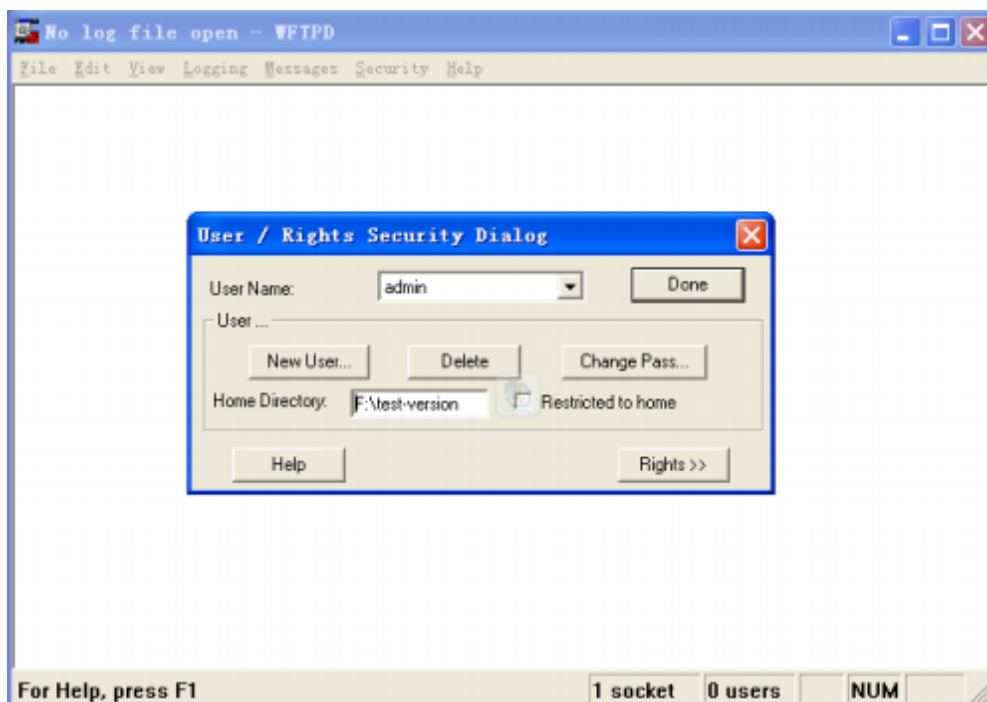 No log file open - WFTPD
File Edit View Logging Messages Security Help
User / Rights Security Dialog
User Name: admin Done
User ...
New User... Delete Change Pass...
Home Directory: F:\test-version Restricted to home
Help Rights >>
For Help, press F1 1 socket 0 users NUM